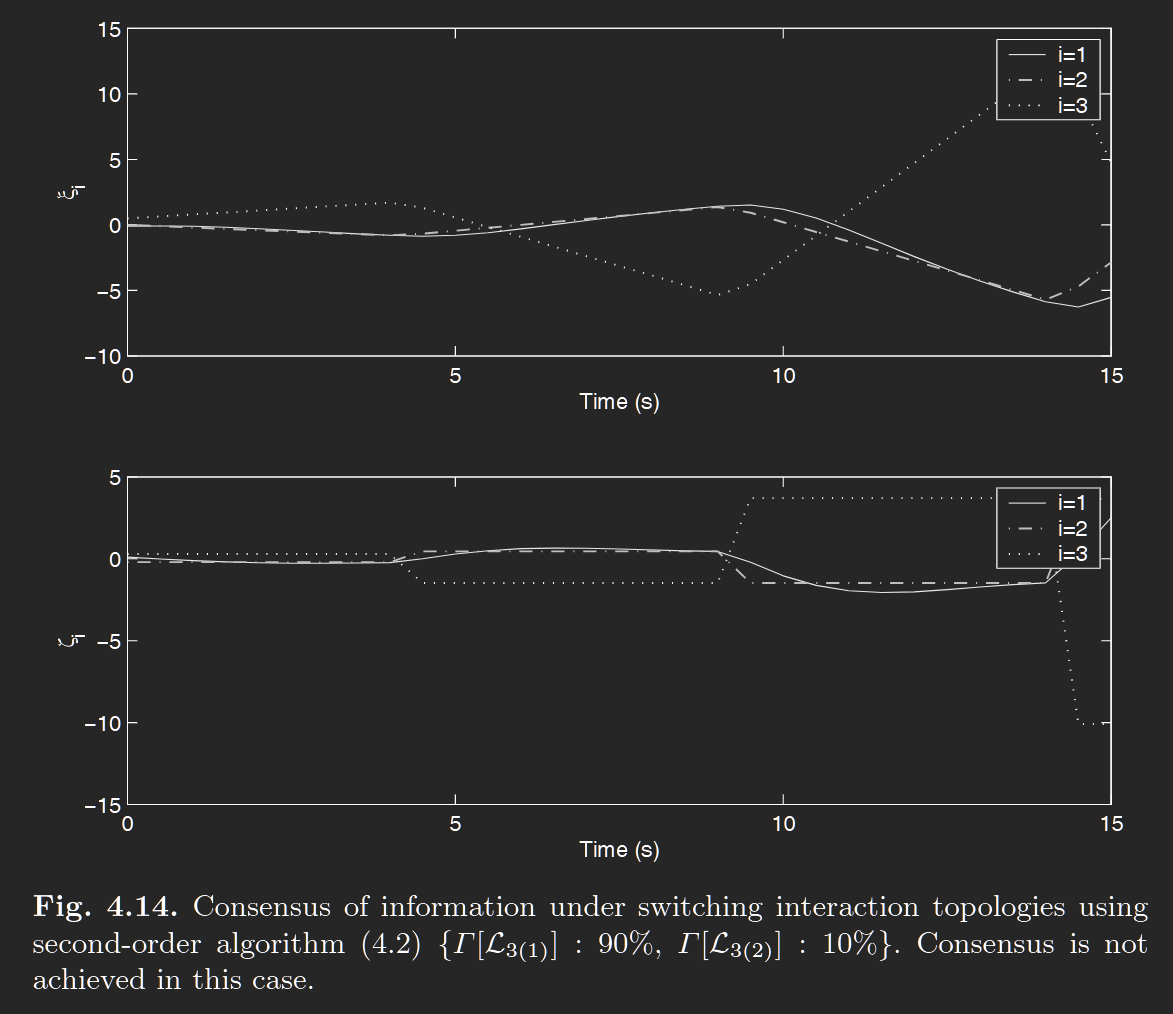 15
10
5
0
−5
−10
ξi
i=1
i=2
i=3
0 5 10 15
Time (s)
5
0
−5
−10
−15
ζi
i=1
i=2
i=3
0 5 10 15
Time (s)
Fig. 4.14. Consensus of information under switching interaction topologies using
second-order algorithm (4.2) {Γ[ℒ3(1)] : 90%, Γ[ℒ3(2)] : 10%}. Consensus is not
achieved in this case.